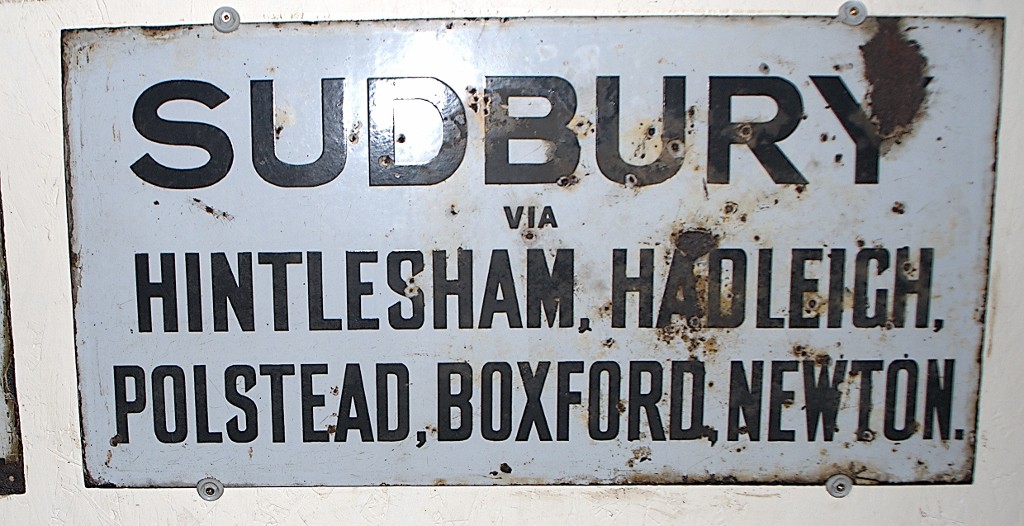 SUDBURY
VIA
HINTLESHAM, HADLEIGH,
POLSTEAD, BOXFORD, NEWTON.